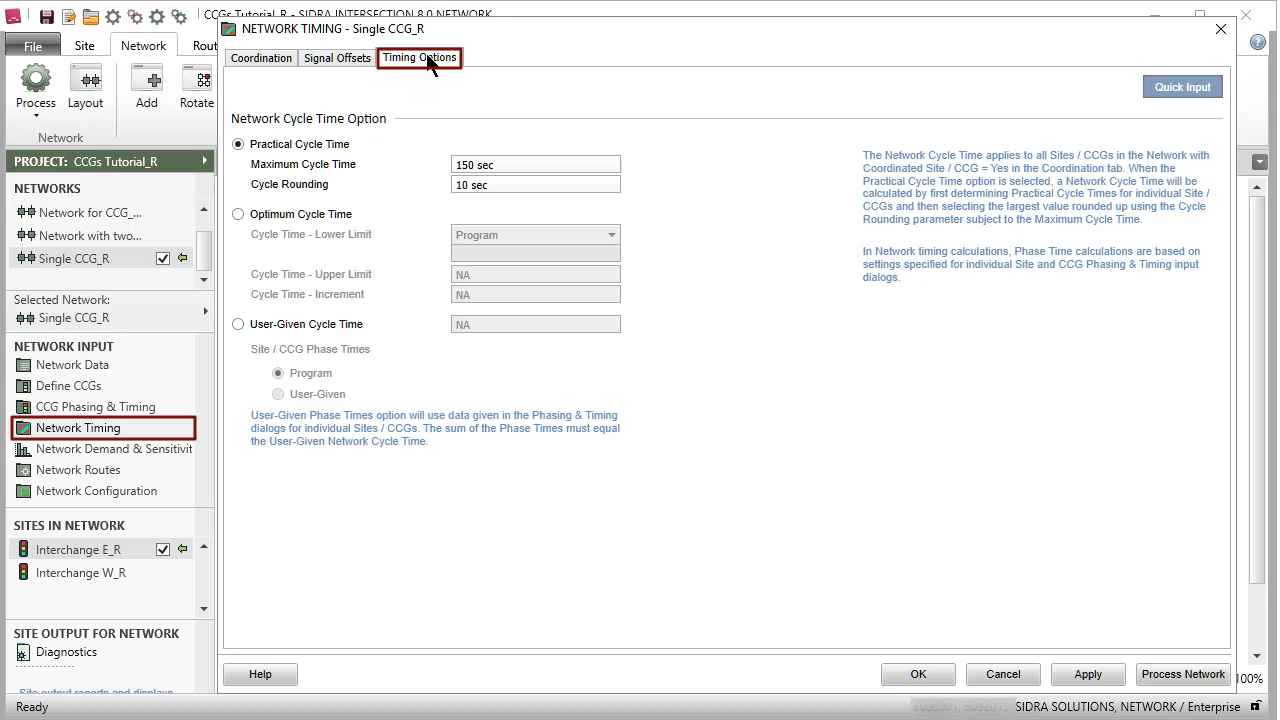 CCGs Tutorial_R - SIDRA INTERSECTION 8.0 NETWORK
NETWORK TIMING - Single CCG_R
File
Site
Network
Rout
Coordination
Signal Offsets
Timing Options
Process
Layout
Add
Rotate
Network
Quick Input
PROJECT: CCGs Tutorial_R
NETWORKS
Network for CCG_...
Network with two...
Single CCG_R
Selected Network:
Single CCG_R
NETWORK INPUT
Network Data
Define CCGs
CCG Phasing & Timing
Network Timing
Network Demand & Sensitivit
Network Routes
Network Configuration
SITES IN NETWORK
Interchange E_R
Interchange W_R
SITE OUTPUT FOR NETWORK
Diagnostics
Site output reports and displays
Network Cycle Time Option
Practical Cycle Time
Maximum Cycle Time
150 sec
Cycle Rounding
10 sec
Optimum Cycle Time
Cycle Time - Lower Limit
Program
Cycle Time - Upper Limit
NA
Cycle Time - Increment
NA
User-Given Cycle Time
NA
Site / CCG Phase Times
Program
User-Given
User-Given Phase Times option will use data given in the Phasing & Timing
dialogs for individual Sites / CCGs. The sum of the Phase Times must equal
the User-Given Network Cycle Time.
The Network Cycle Time applies to all Sites / CCGs in the Network with
Coordinated Site / CCG = Yes in the Coordination tab. When the
Practical Cycle Time option is selected, a Network Cycle Time will be
calculated by first determining Practical Cycle Times for individual Site /
CCGs and then selecting the largest value rounded up using the Cycle
Rounding parameter subject to the Maximum Cycle Time.
In Network timing calculations, Phase Time calculations are based on
settings specified for individual Site and CCG Phasing & Timing input
dialogs.
Help
OK
Cancel
Apply
Process Network
100%
Ready
SIDRA SOLUTIONS, NETWORK / Enterprise